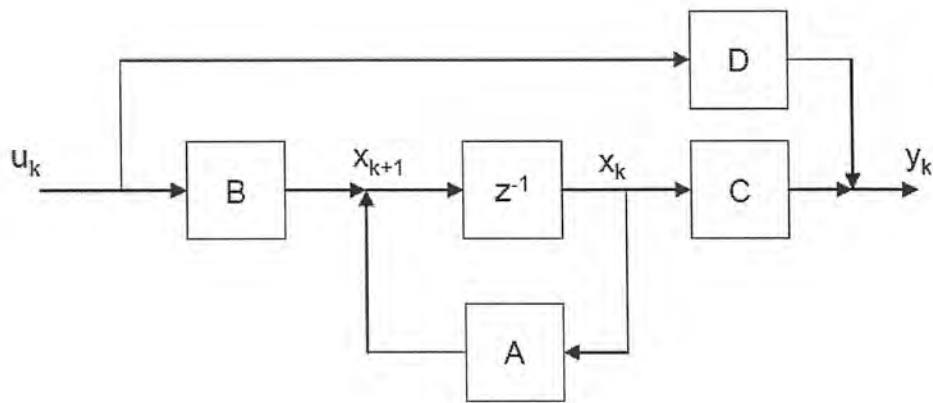 D
u_k
B
x_{k+1}
z^{-1}
x_k
C
y_k
A